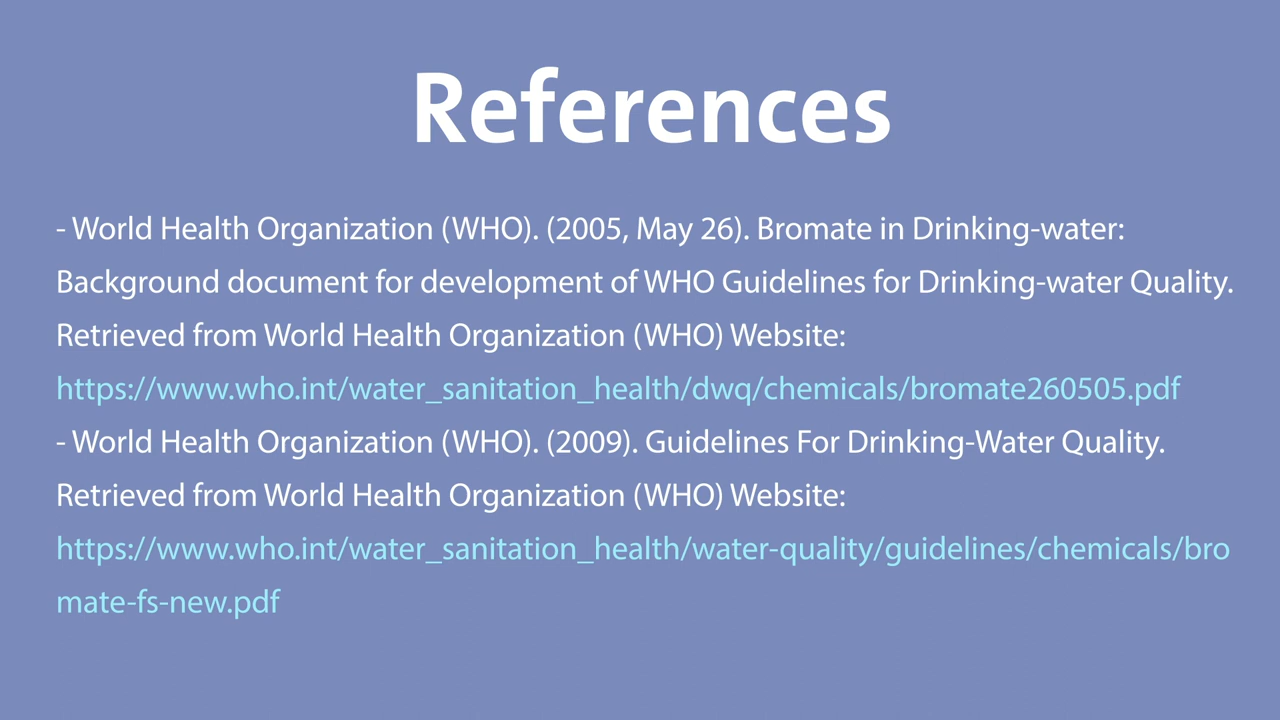 References
- World Health Organization (WHO). (2005, May 26). Bromate in Drinking-water:
Background document for development of WHO Guidelines for Drinking-water Quality.
Retrieved from World Health Organization (WHO) Website:
https://www.who.int/water_sanitation_health/dwq/chemicals/bromate260505.pdf
- World Health Organization (WHO). (2009). Guidelines For Drinking-Water Quality.
Retrieved from World Health Organization (WHO) Website:
https://www.who.int/water_sanitation_health/water-quality/guidelines/chemicals/bro
mate-fs-new.pdf